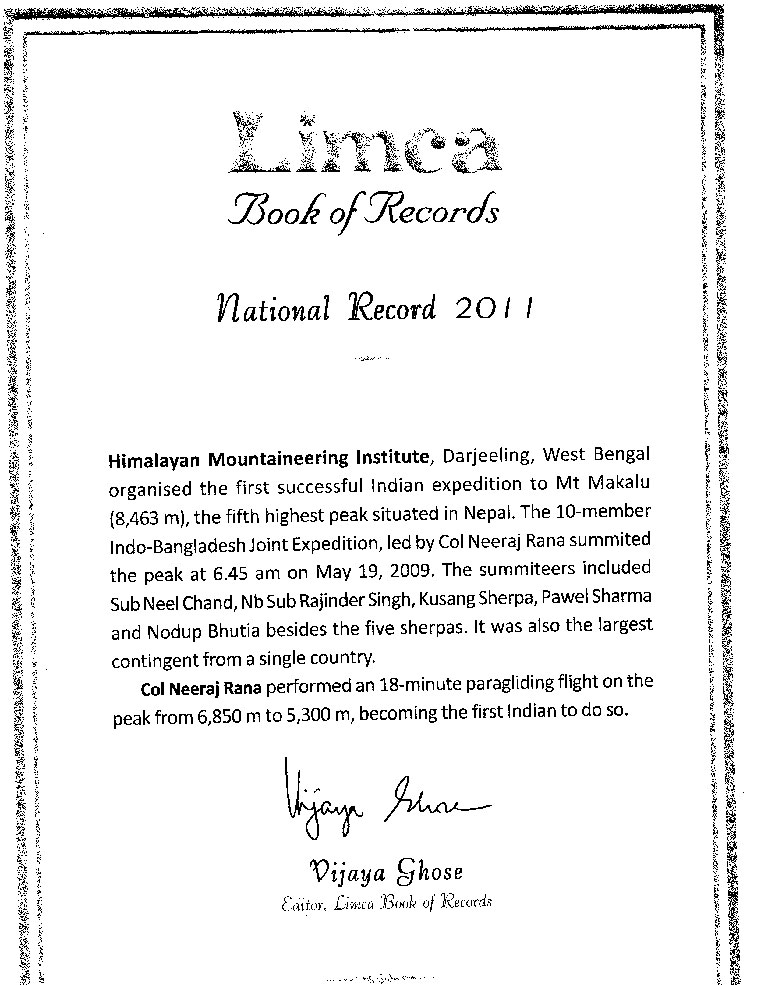 Limca
Book of Records
National Record 2011
Himalayan Mountaineering Institute, Darjeeling, West Bengal
organised the first successful Indian expedition to Mt Makalu
(8,463 m), the fifth highest peak situated in Nepal. The 10-member
Indo-Bangladesh Joint Expedition, led by Col Neeraj Rana summited
the peak at 6.45 am on May 19, 2009. The summiteers included
Sub Neel Chand, Nb Sub Rajinder Singh, Kusang Sherpa, Pawel Sharma
and Nodup Bhutia besides the five sherpas. It was also the largest
contingent from a single country.
Col Neeraj Rana performed an 18-minute paragliding flight on the
peak from 6,850 m to 5,300 m, becoming the first Indian to do so.
Vijaya Ghose
Vijaya Ghose
Editor, Limca Book of Records